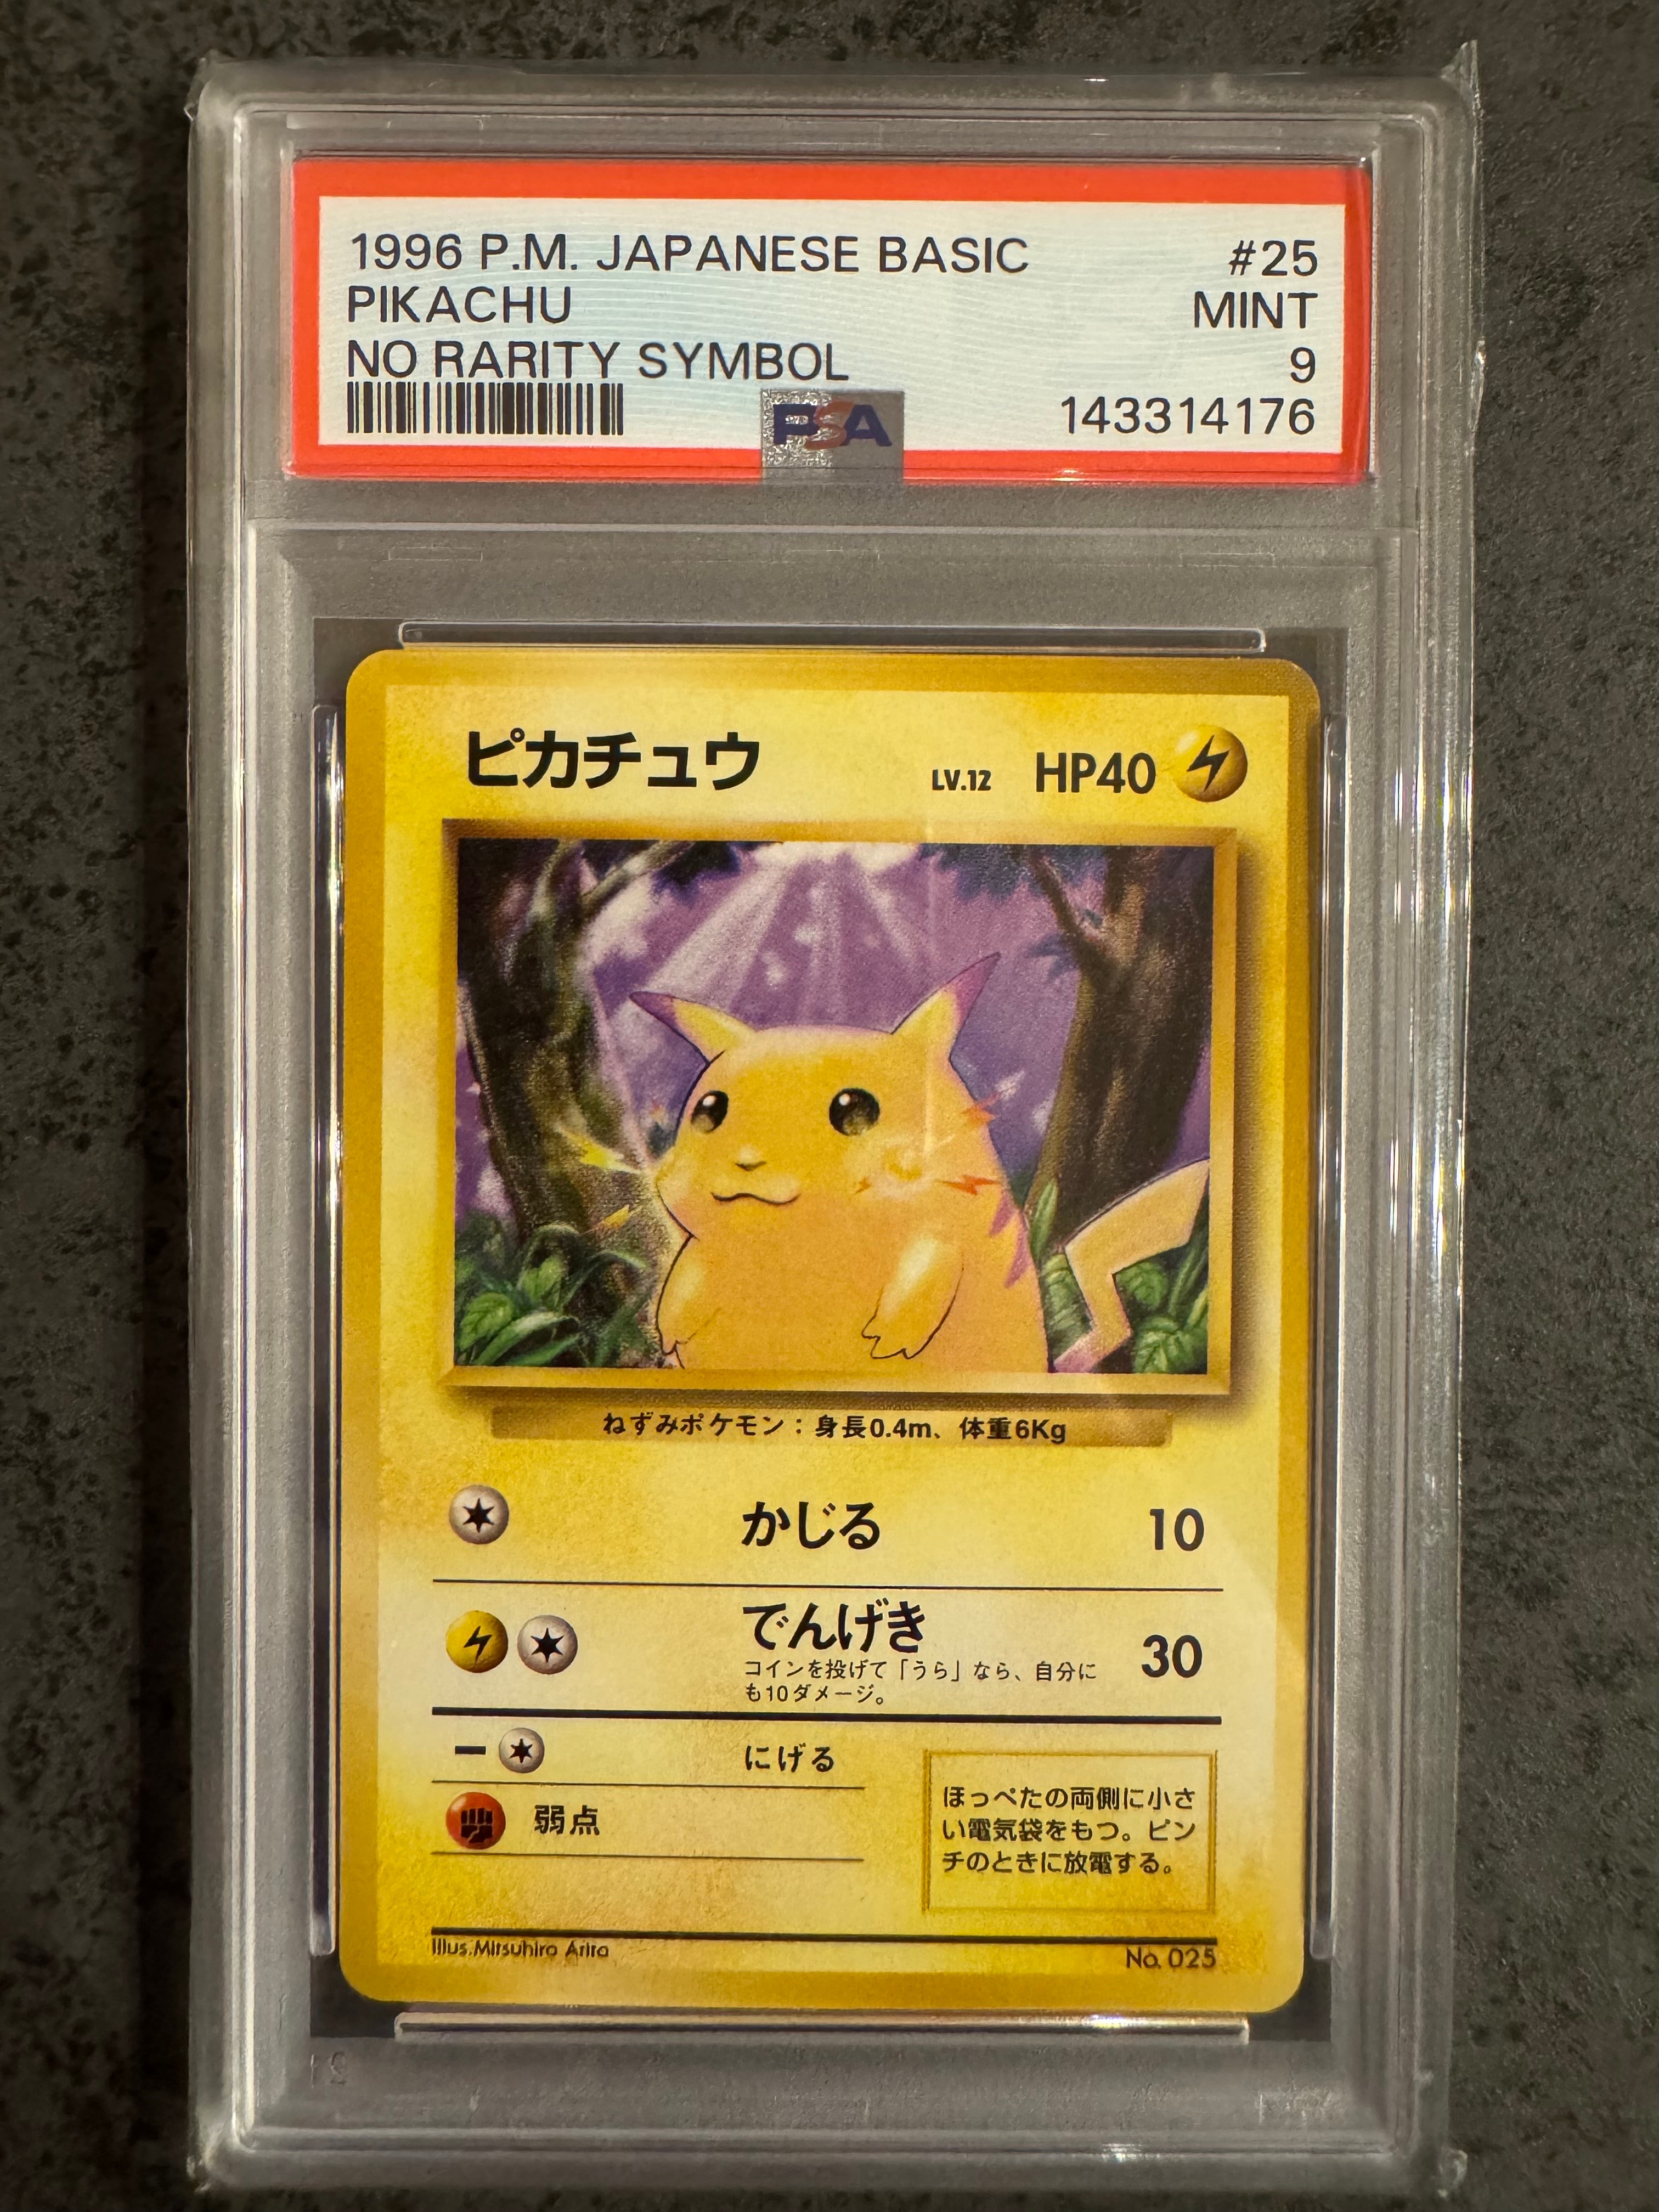 1996 P.M. JAPANESE BASIC #25
PIKACHU MINT
NO RARITY SYMBOL 9
PSA 143314176
ピカチュウ LV.12 HP40
ねずみポケモン：身長0.4m、体重6Kg
かじる 10
でんげき 30
コインを投げて「うら」なら、自分に
も10ダメージ。
にげる
弱点
ほっぺたの両側に小さ
い電気袋をもつ。ピン
チのときに放電する。
Illus.Mitsuhiro Arita No. 025